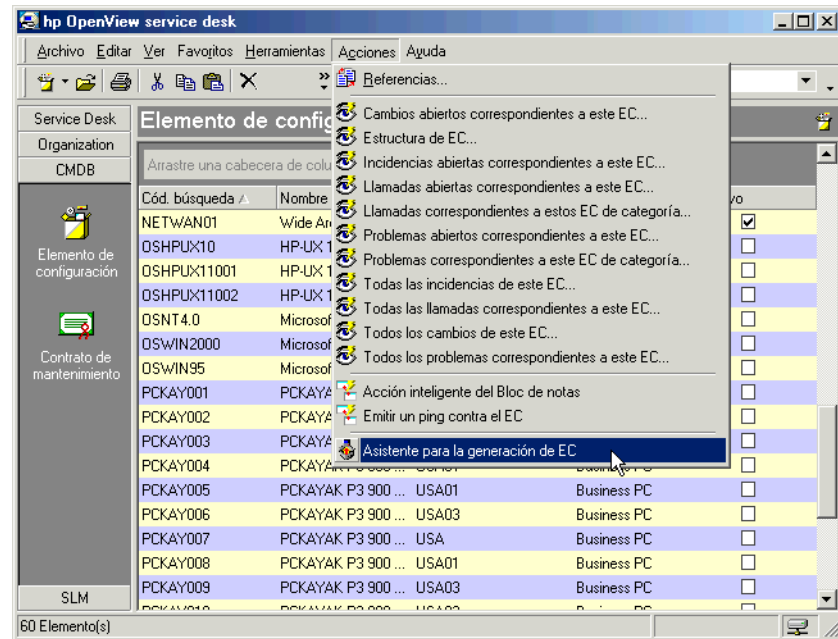 hp OpenView service desk
Archivo Editar Ver Favoritos Herramientas Acciones Ayuda
Service Desk
Organization
CMDB
Elemento de configuración
Contrato de mantenimiento
SLM
Elemento de config
Arrastre una cabecera de colu
Referencias...
Cambios abiertos correspondientes a este EC...
Estructura de EC...
Incidencias abiertas correspondientes a este EC...
Llamadas abiertas correspondientes a este EC...
Llamadas correspondientes a estos EC de categoría...
Problemas abiertos correspondientes a este EC...
Problemas correspondientes a este EC de categoría...
Todas las incidencias de este EC...
Todas las llamadas correspondientes a este EC...
Todos los cambios de este EC...
Todos los problemas correspondientes a este EC...
Acción inteligente del Bloc de notas
Emitir un ping contra el EC
Asistente para la generación de EC
Cód. búsqueda Nombre vo
NETWAN01 Wide Are
OSHPUX10 HP-UX 1
OSHPUX11001 HP-UX 1
OSHPUX11002 HP-UX 1
OSNT4.0 Microsof
OSWIN2000 Microsof
OSWIN95 Microsof
PCKAY001 PCKAYA
PCKAY002 PCKAYA
PCKAY003 PCKAYA
PCKAY004
PCKAY005 PCKAYAK P3 900 ... USA01 Business PC
PCKAY006 PCKAYAK P3 900 ... USA03 Business PC
PCKAY007 PCKAYAK P3 900 ... USA Business PC
PCKAY008 PCKAYAK P3 900 ... USA01 Business PC
PCKAY009 PCKAYAK P3 900 ... USA03 Business PC
60 Elemento(s)